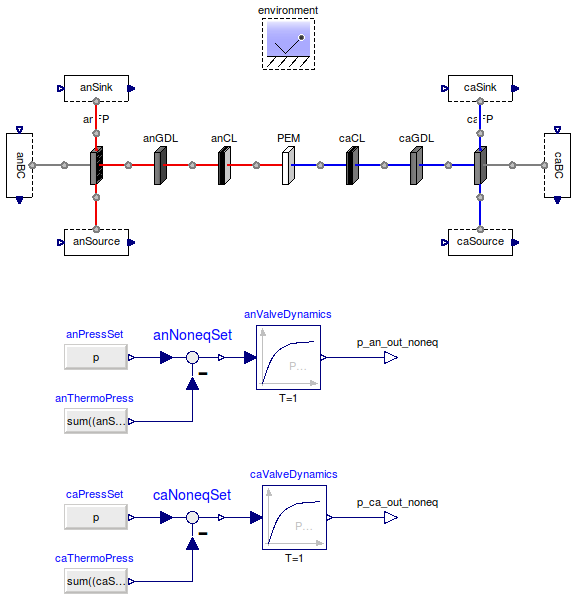 environment
anSink
caSink
anFP
caFP
anGDL
anCL
PEM
caCL
caGDL
anBC
caBC
anSource
caSource
anValveDynamics
anPressSet
anNoneqSet
p_an_out_noneq
p
P...
anThermoPress
T=1
sum((anS...
caValveDynamics
caPressSet
caNoneqSet
p_ca_out_noneq
p
P...
caThermoPress
T=1
sum((caS...